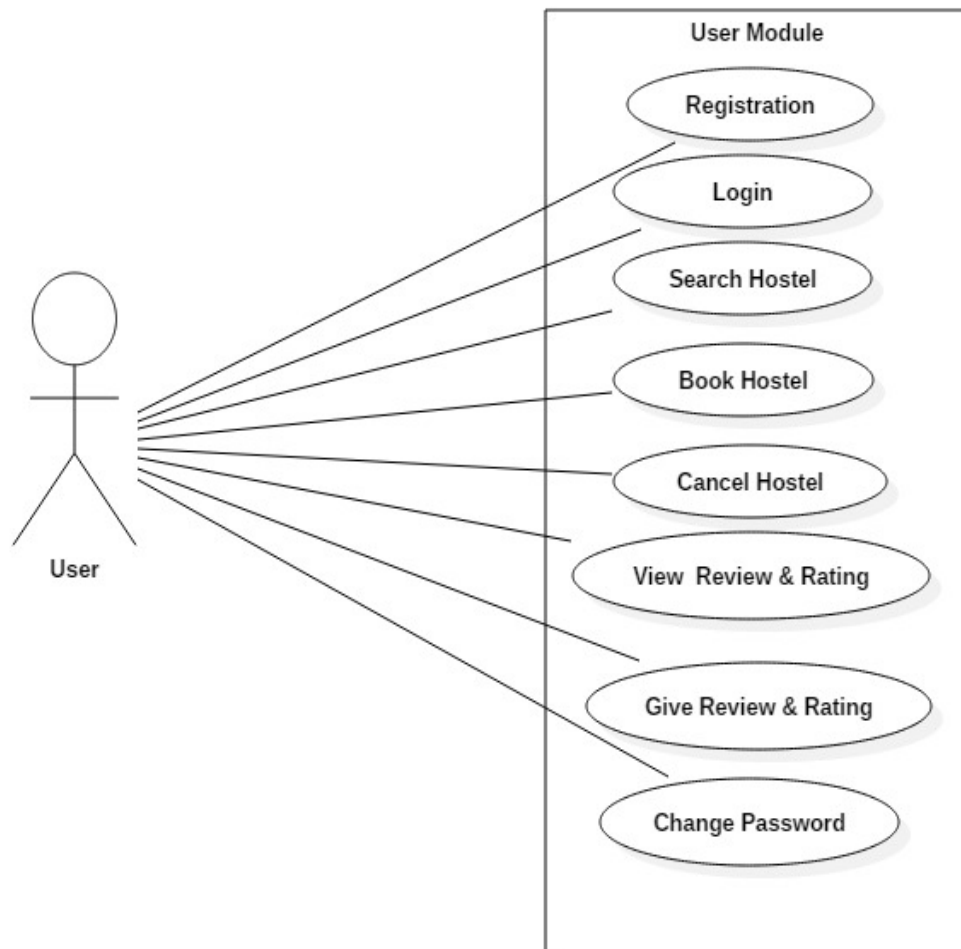 User Module
Registration
Login
Search Hostel
Book Hostel
Cancel Hostel
View Review & Rating
Give Review & Rating
Change Password
User